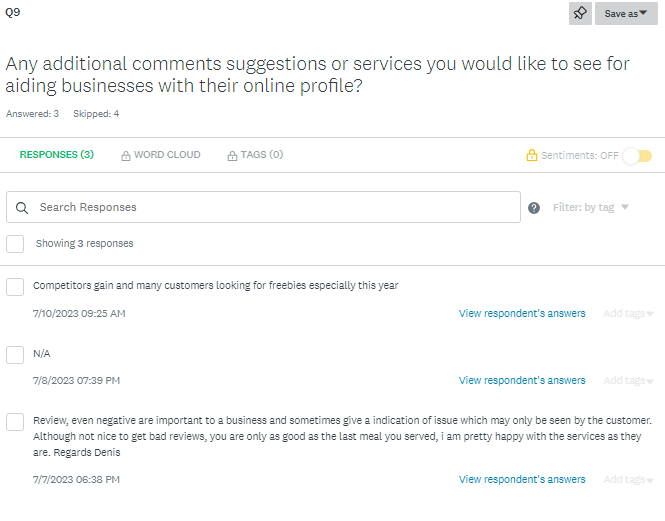 Q9
Save as
Any additional comments suggestions or services you would like to see for
aiding businesses with their online profile?
Answered: 3 Skipped: 4
RESPONSES (3) WORD CLOUD TAGS (0) Sentiments: OFF
Search Responses ? Filter: by tag
Showing 3 responses
Competitors gain and many customers looking for freebies especially this year
7/10/2023 09:25 AM View respondent's answers Add tags
N/A
7/8/2023 07:39 PM View respondent's answers Add tags
Review, even negative are important to a business and sometimes give a indication of issue which may only be seen by the customer.
Although not nice to get bad reviews, you are only as good as the last meal you served, i am pretty happy with the services as they
are. Regards Denis
7/7/2023 06:38 PM View respondent's answers Add tags